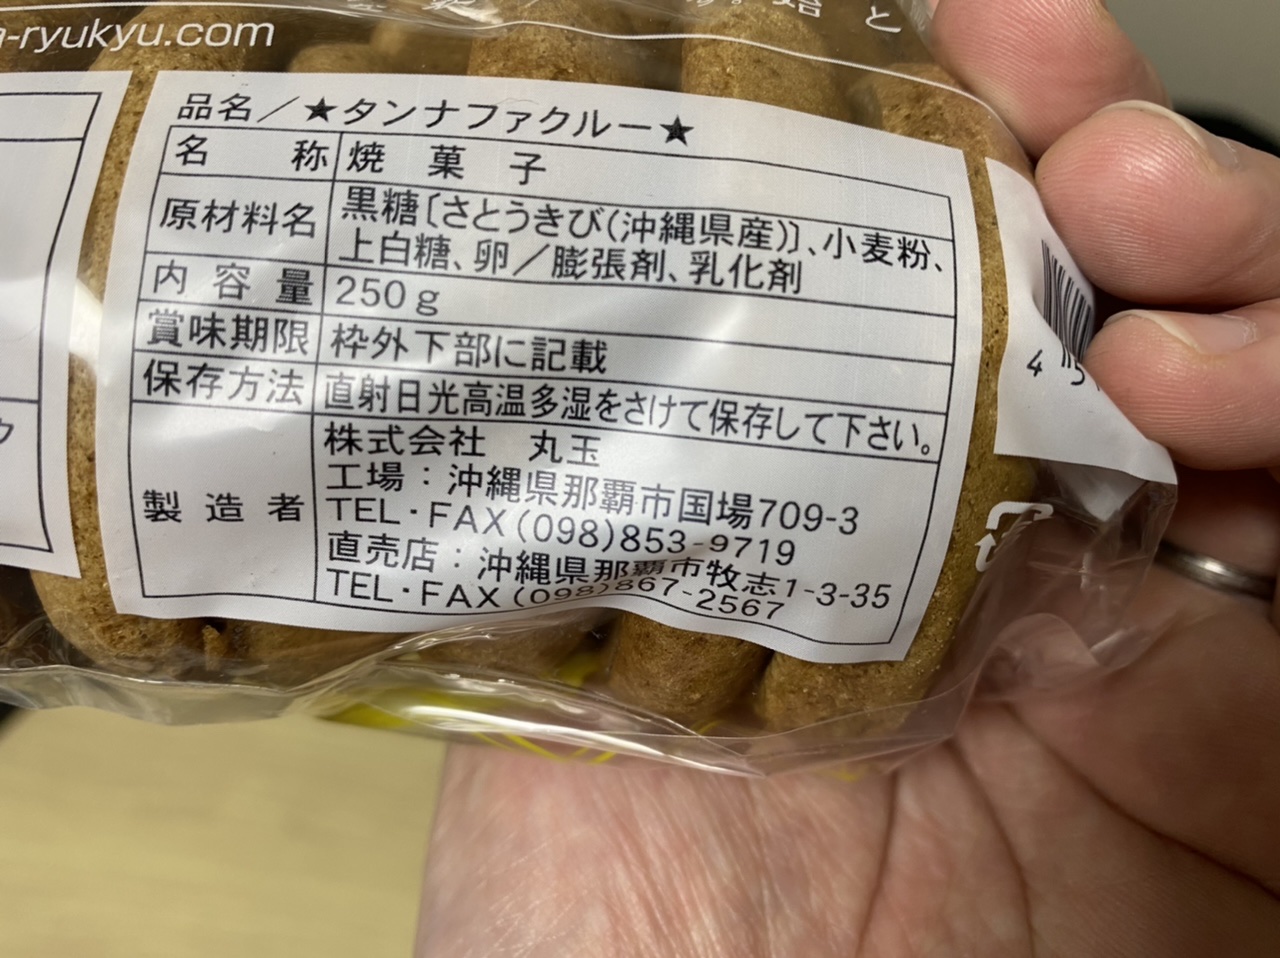 -ryukyu.com
始 と
品名／★タンナファクルー★
名 称 焼 菓 子
原材料名 黒糖〔さとうきび(沖縄県産)〕、小麦粉、
上白糖、卵／膨張剤、乳化剤
内 容 量 250g
賞味期限 枠外下部に記載
保存方法 直射日光高温多湿をさけて保存して下さい。
製 造 者 株式会社 丸玉
工場：沖縄県那覇市国場709-3
TEL・FAX(098)853-9719
直売店：沖縄県那覇市牧志1-3-35
TEL・FAX(098)867-2567
4 5
ク